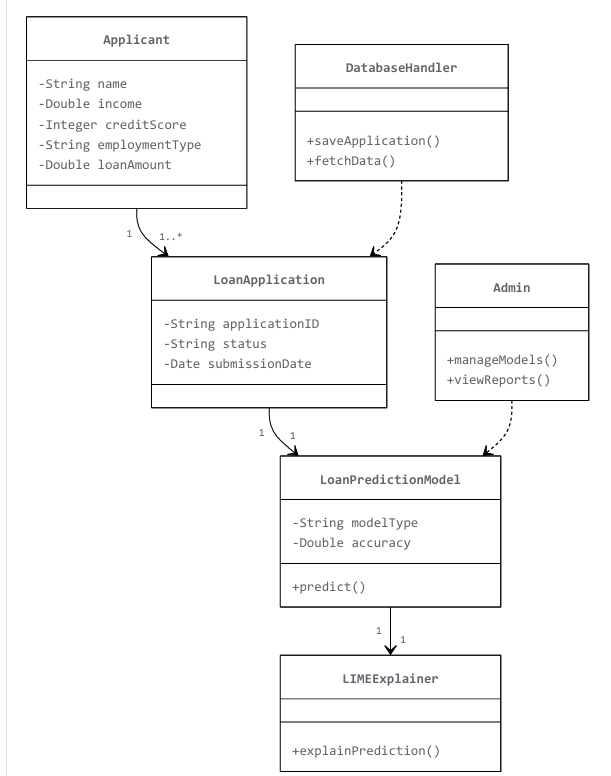 Applicant
-String name
-Double income
-Integer creditScore
-String employmentType
-Double loanAmount
DatabaseHandler
+saveApplication()
+fetchData()
1
1..*
LoanApplication
-String applicationID
-String status
-Date submissionDate
Admin
+manageModels()
+viewReports()
1
1
LoanPredictionModel
-String modelType
-Double accuracy
+predict()
1
1
LIMEExplainer
+explainPrediction()